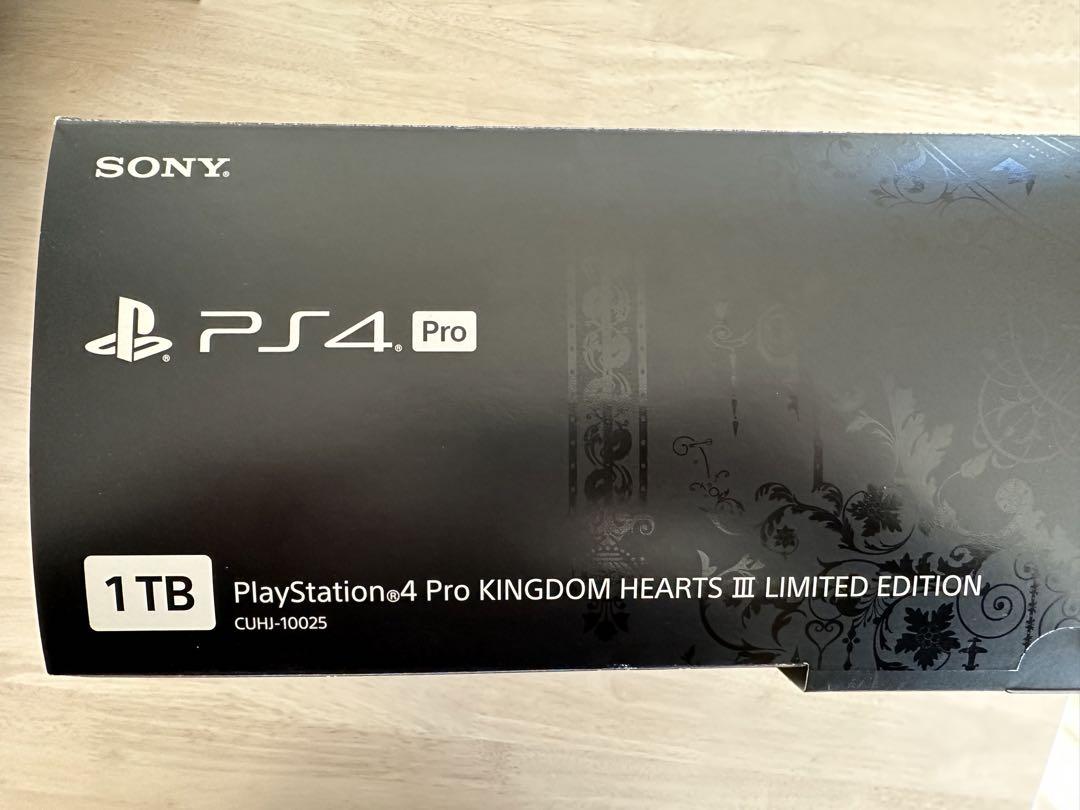 SONY®
PS4® Pro
1TB
PlayStation®4 Pro KINGDOM HEARTS III LIMITED EDITION
CUHJ-10025